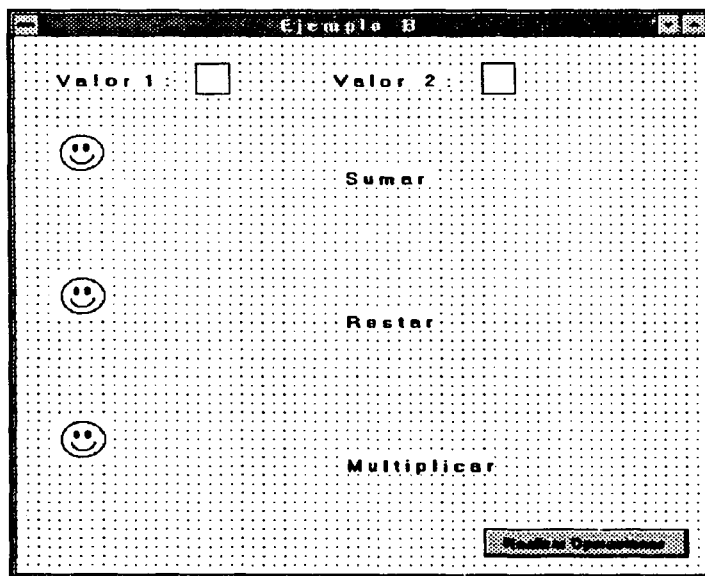 Ejemplo B
Valor 1 : Valor 2 :
Sumar
Restar
Multiplicar